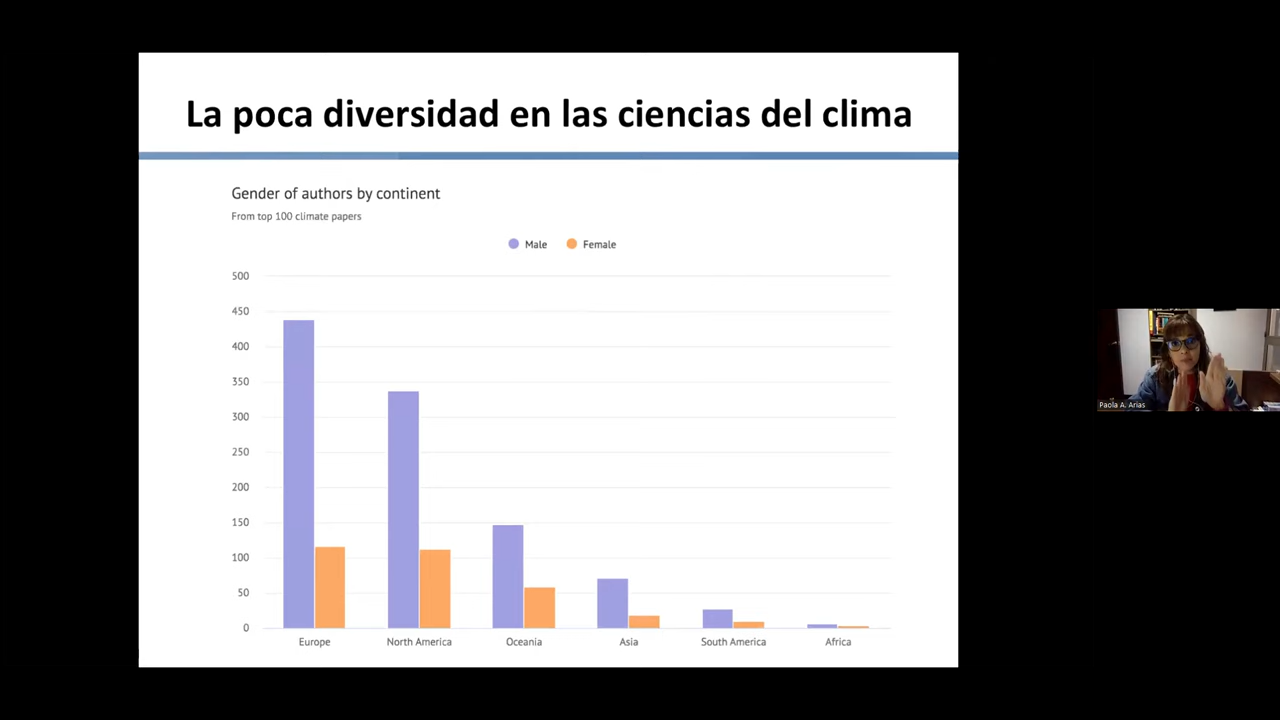 La poca diversidad en las ciencias del clima
Gender of authors by continent
From top 100 climate papers
Male Female
500
450
400
350
300
250
200
150
100
50
0
Europe North America Oceania Asia South America Africa
Paola A. Arias